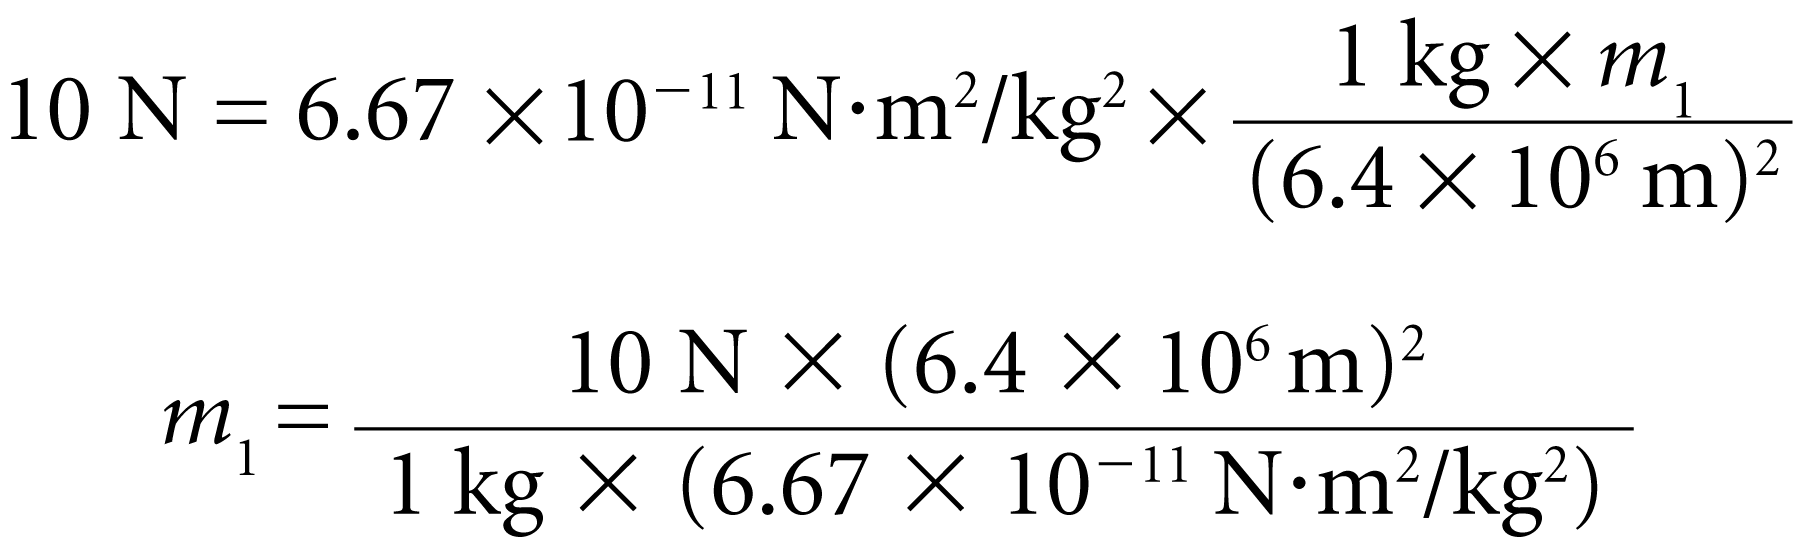 10 N = 6.67 × 10⁻¹¹ N·m²/kg² × (1 kg × m₁)/(6.4 × 10⁶ m)²
m₁ = (10 N × (6.4 × 10⁶ m)²)/(1 kg × (6.67 × 10⁻¹¹ N·m²/kg²))